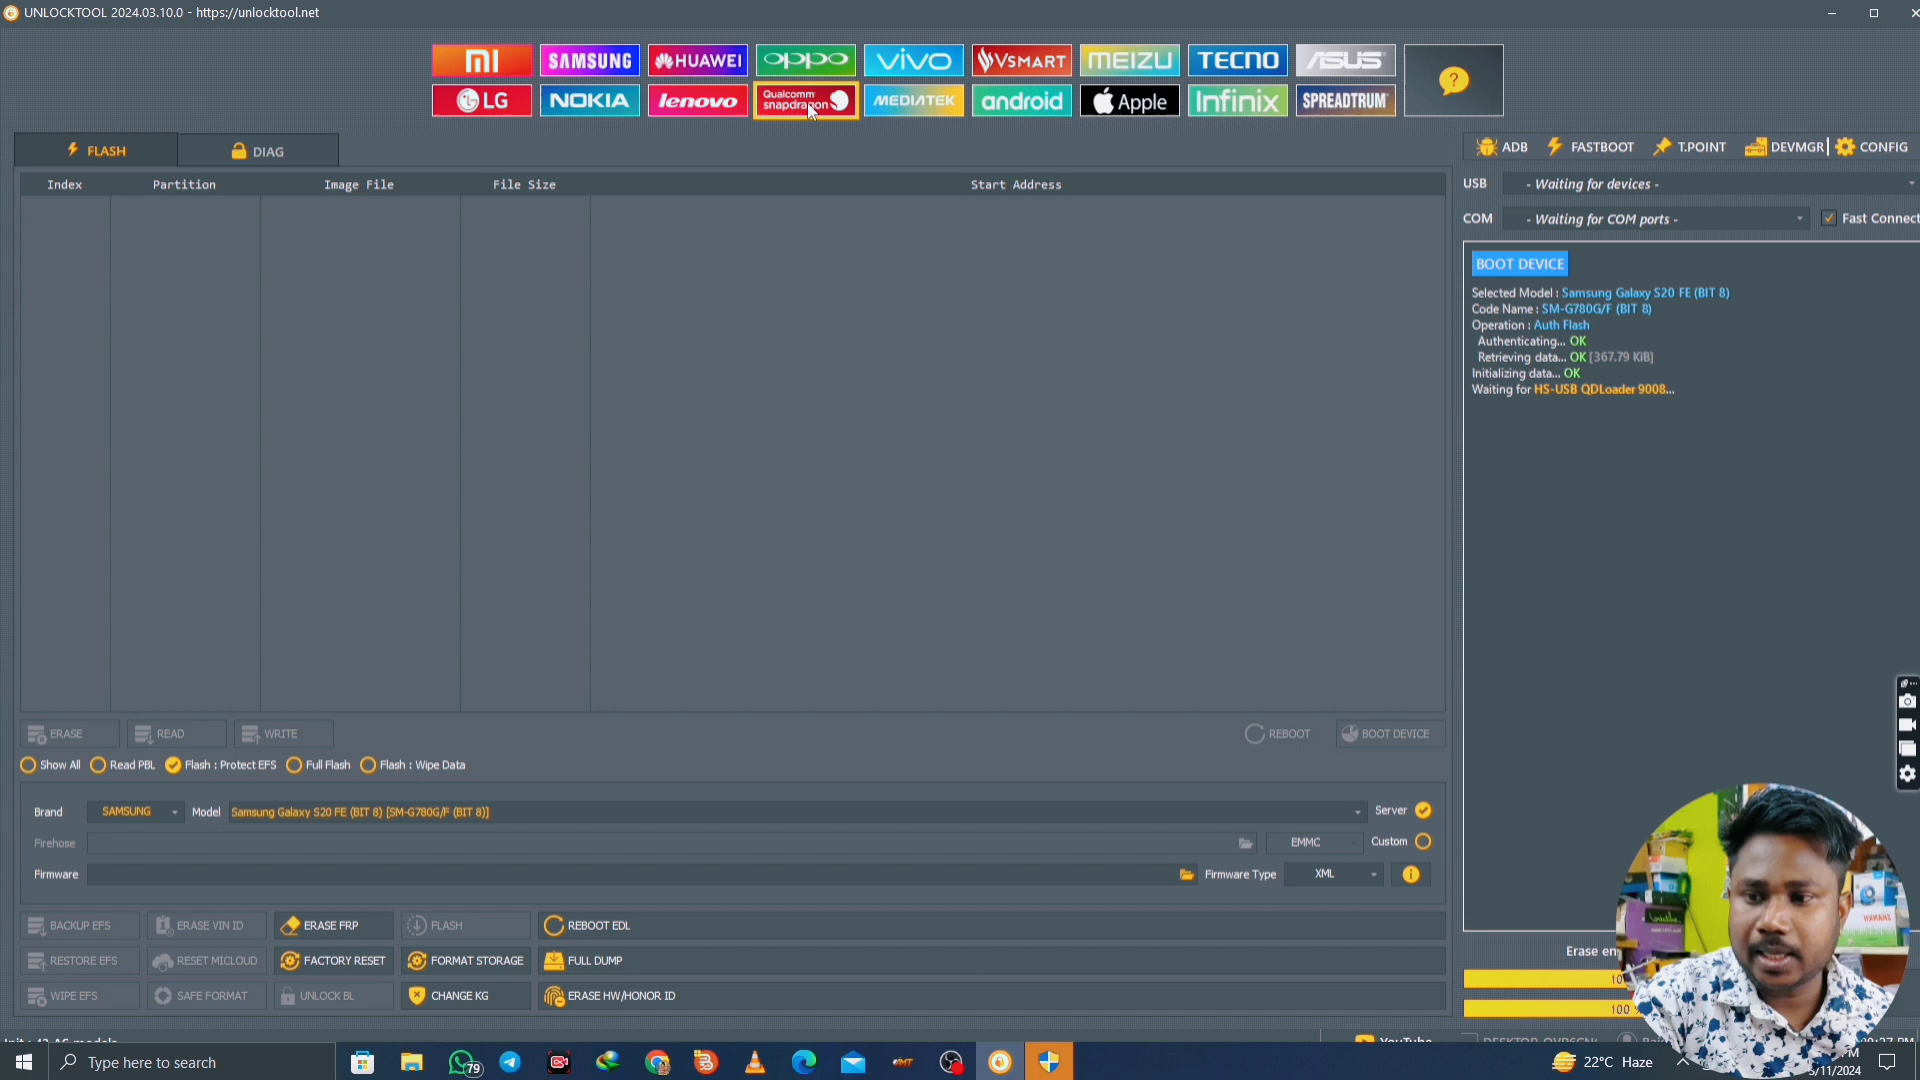 UNLOCKTOOL 2024.03.10.0 - https://unlocktool.net
MI SAMSUNG HUAWEI oppo vivo VSMART MEIZU TECNO ASUS ?
LG NOKIA lenovo Qualcomm snapdragon MEDIATEK android Apple Infinix SPREADTRUM
FLASH DIAG
ADB FASTBOOT T.POINT DEVMGR CONFIG
Index Partition Image File File Size Start Address
USB - Waiting for devices -
COM - Waiting for COM ports - Fast Connect
BOOT DEVICE
Selected Model : Samsung Galaxy S20 FE (BIT 8)
Code Name : SM-G780G/F (BIT 8)
Operation : Auth Flash
Authenticating... OK
Retrieving data... OK [367.79 KiB]
Initializing data... OK
Waiting for HS-USB QDLoader 9008...
ERASE READ WRITE REBOOT BOOT DEVICE
Show All Read PBL Flash : Protect EFS Full Flash Flash : Wipe Data
Brand SAMSUNG Model Samsung Galaxy S20 FE (BIT 8) [SM-G780G/F (BIT 8)] Server
Firehose EMMC Custom
Firmware Firmware Type XML
BACKUP EFS ERASE VIN ID ERASE FRP FLASH REBOOT EDL
RESTORE EFS RESET MICLOUD FACTORY RESET FORMAT STORAGE FULL DUMP
WIPE EFS SAFE FORMAT UNLOCK BL CHANGE KG ERASE HW/HONOR ID
Erase
Type here to search
79
22°C Haze